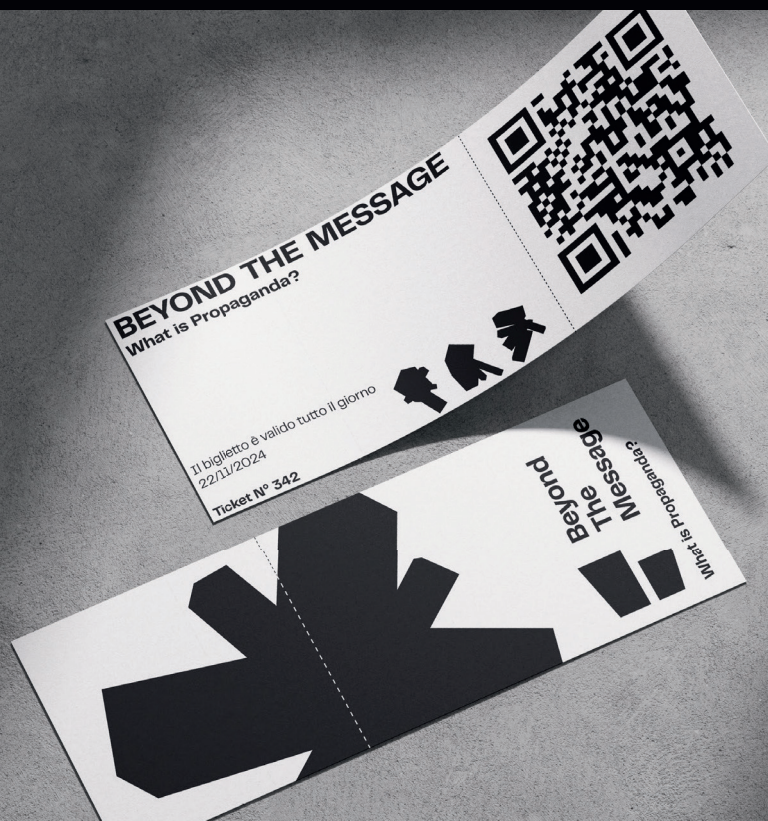 BEYOND THE MESSAGE
What is Propaganda?
Il biglietto è valido tutto il giorno
22/11/2024
Ticket N° 342
Beyond
The
Message
What is Propaganda?